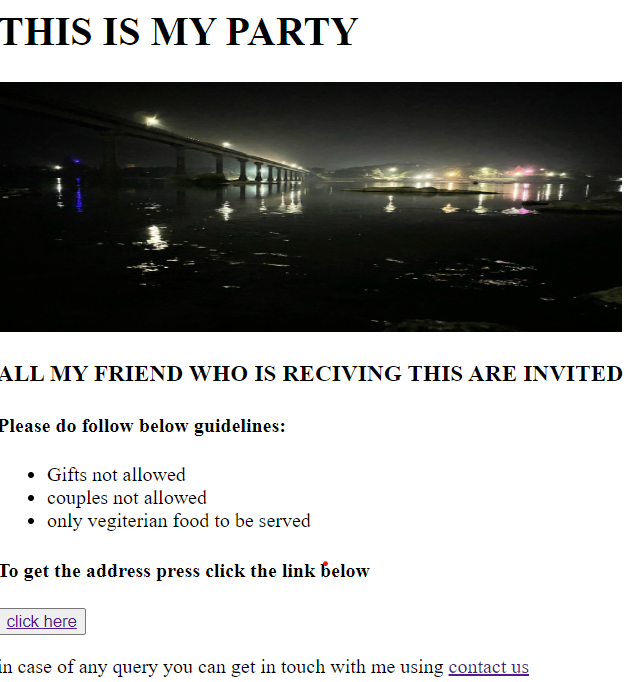 THIS IS MY PARTY
ALL MY FRIEND WHO IS RECIVING THIS ARE INVITED
Please do follow below guidelines:
Gifts not allowed
couples not allowed
only vegiterian food to be served
To get the address press click the link below
click here
in case of any query you can get in touch with me using contact us